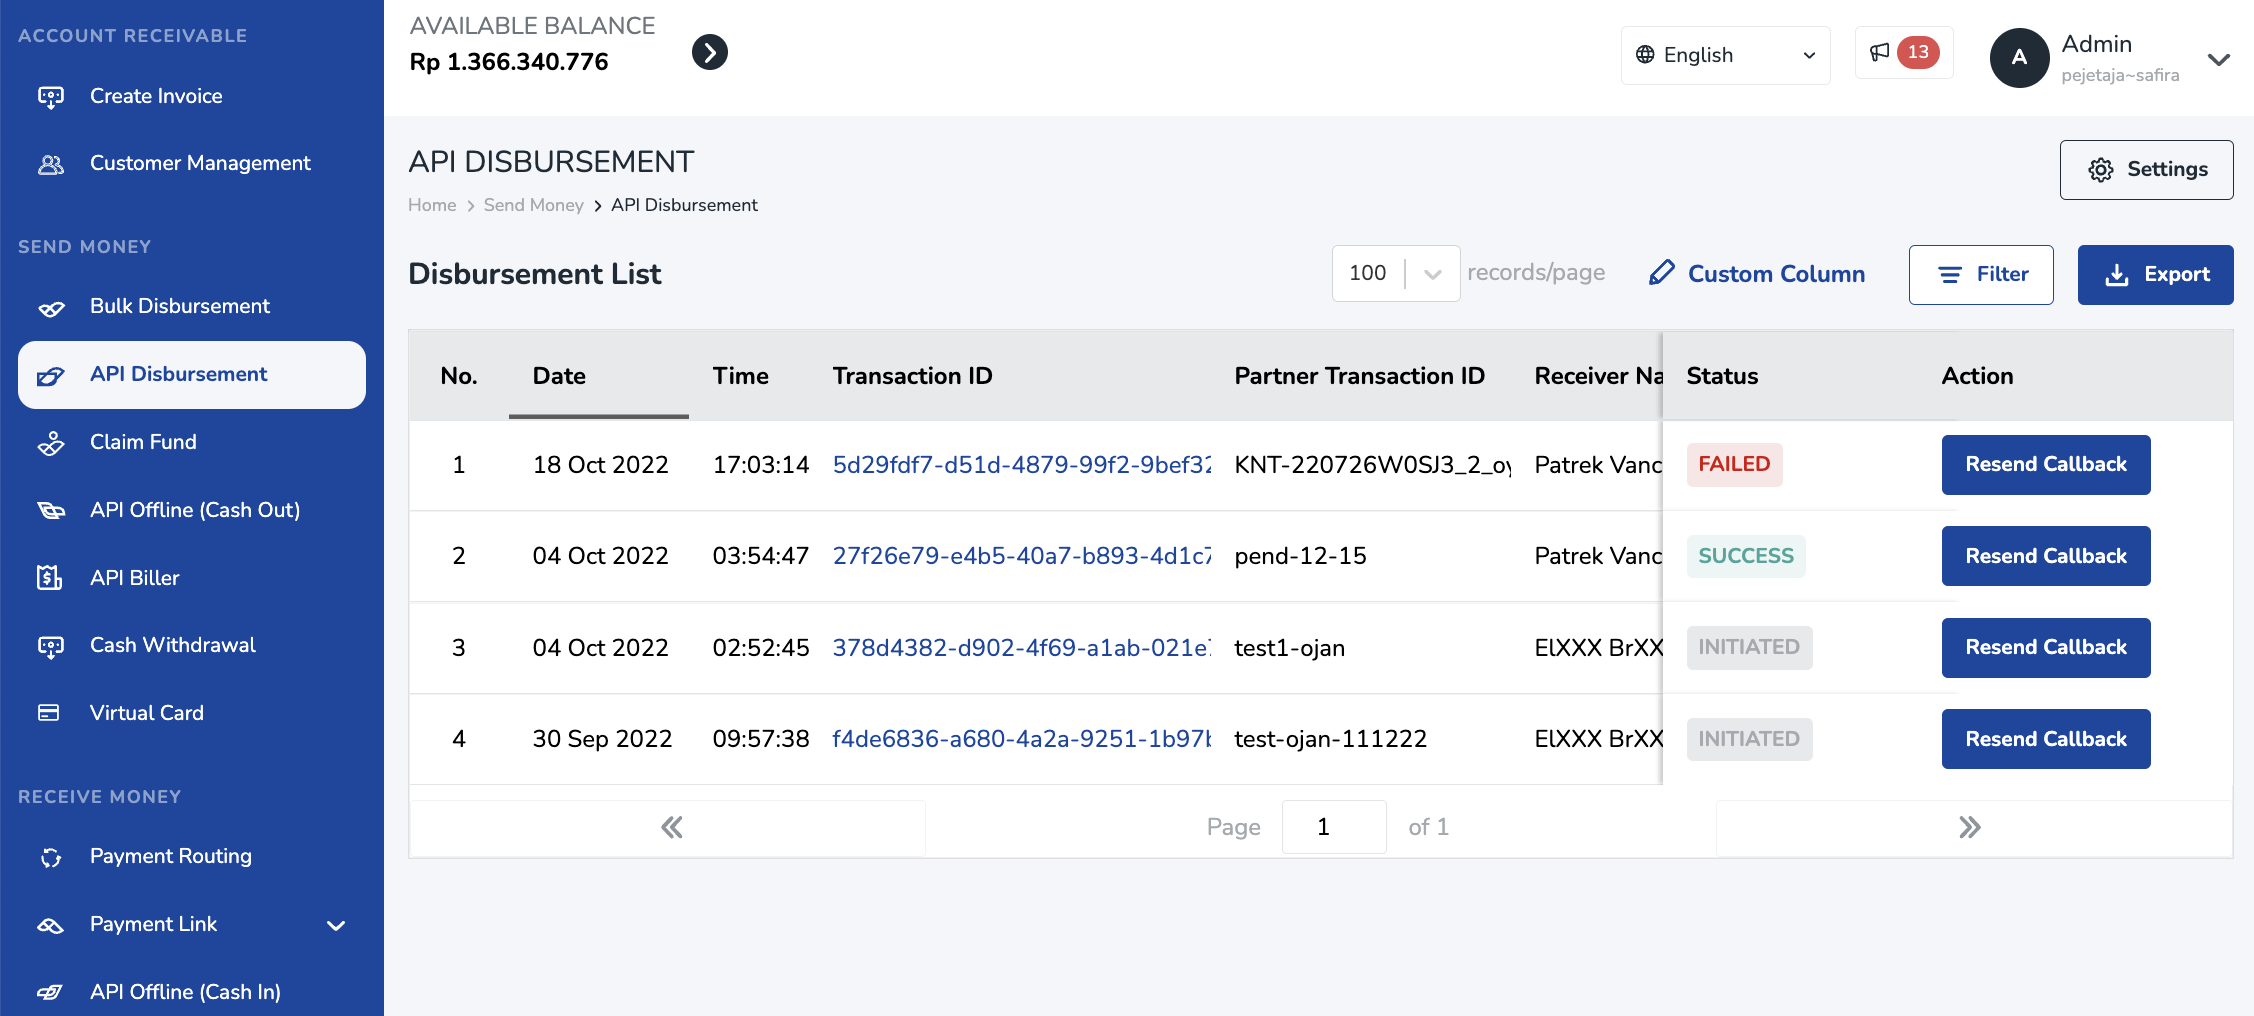 ACCOUNT RECEIVABLE
Create Invoice
Customer Management
SEND MONEY
Bulk Disbursement
API Disbursement
Claim Fund
API Offline (Cash Out)
API Biller
Cash Withdrawal
Virtual Card
RECEIVE MONEY
Payment Routing
Payment Link
API Offline (Cash In)
AVAILABLE BALANCE
Rp 1.366.340.776
English
13
A
Admin
pejetaja~safira
API DISBURSEMENT
Home > Send Money > API Disbursement
Settings
Disbursement List
100 records/page
Custom Column
Filter
Export
No. Date Time Transaction ID Partner Transaction ID Receiver Na Status Action
1 18 Oct 2022 17:03:14 5d29fdf7-d51d-4879-99f2-9bef32 KNT-220726W0SJ3_2_oy Patrek Vanc FAILED Resend Callback
2 04 Oct 2022 03:54:47 27f26e79-e4b5-40a7-b893-4d1c7 pend-12-15 Patrek Vanc SUCCESS Resend Callback
3 04 Oct 2022 02:52:45 378d4382-d902-4f69-a1ab-021e7 test1-ojan ElXXX BrXX INITIATED Resend Callback
4 30 Sep 2022 09:57:38 f4de6836-a680-4a2a-9251-1b97b test-ojan-111222 ElXXX BrXX INITIATED Resend Callback
« Page 1 of 1 »